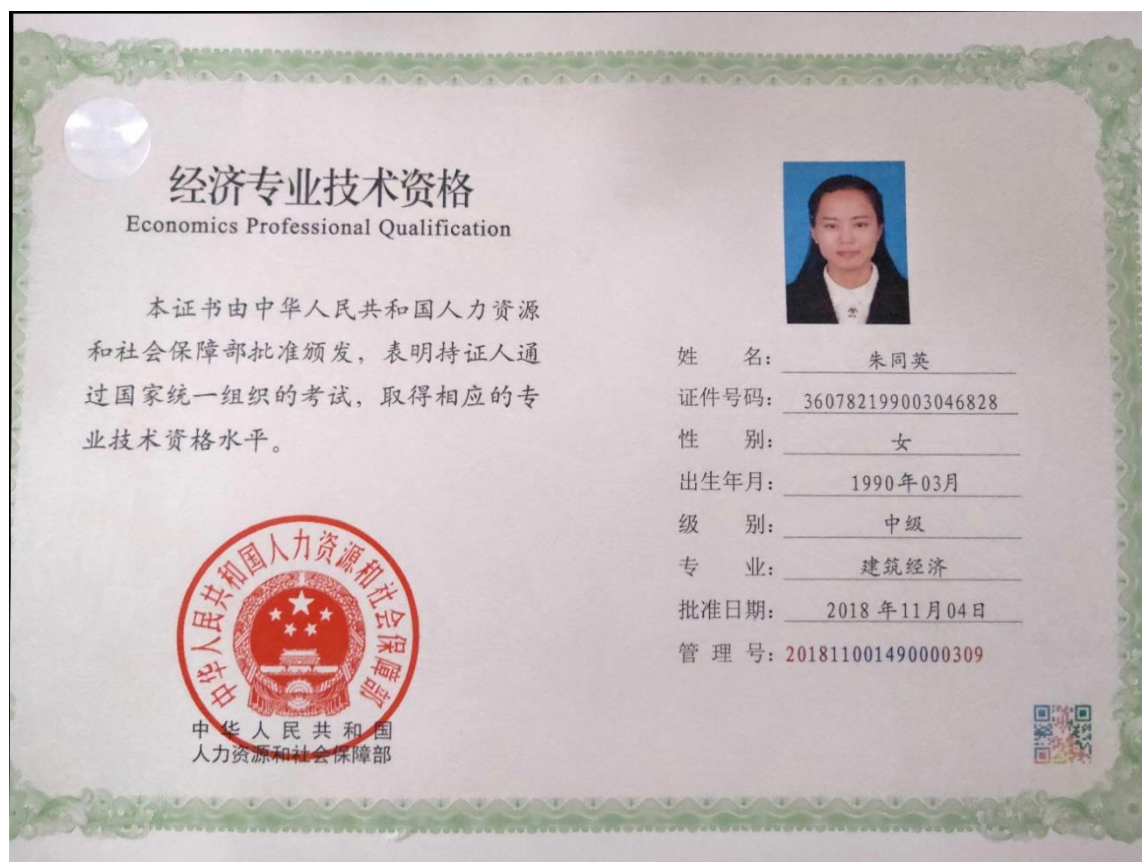 经济专业技术资格
Economics Professional Qualification
本证书由中华人民共和国人力资源
和社会保障部批准颁发，表明持证人通
过国家统一组织的考试，取得相应的专
业技术资格水平。
中华人民共和国人力资源和社会保障部
中华人民共和国
人力资源和社会保障部
姓 名： 朱同英
证件号码： 360782199003046828
性 别： 女
出生年月： 1990年03月
级 别： 中级
专 业： 建筑经济
批准日期： 2018年11月04日
管 理 号： 201811001490000309